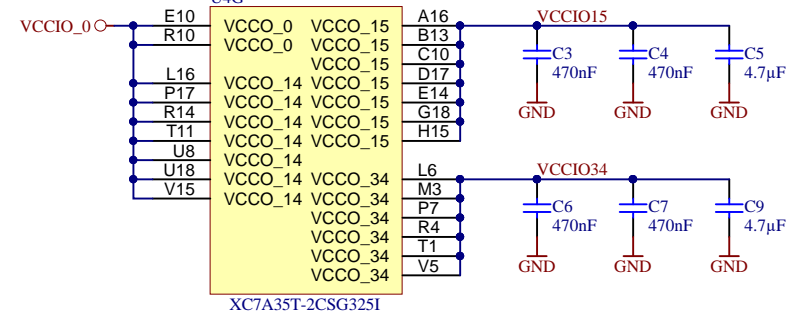 U4G
VCCIO_0
E10 VCCO_0 VCCO_15 A16 VCCIO15
R10 VCCO_0 VCCO_15 B13
VCCO_15 C10
L16 VCCO_14 VCCO_15 D17
P17 VCCO_14 VCCO_15 E14
R14 VCCO_14 VCCO_15 G18
T11 VCCO_14 VCCO_15 H15
U8 VCCO_14
U18 VCCO_14 VCCO_34 L6 VCCIO34
V15 VCCO_14 VCCO_34 M3
VCCO_34 P7
VCCO_34 R4
VCCO_34 T1
VCCO_34 V5
C3 C4 C5
470nF 470nF 4.7µF
GND GND GND
C6 C7 C9
470nF 470nF 4.7µF
GND GND GND
XC7A35T-2CSG325I